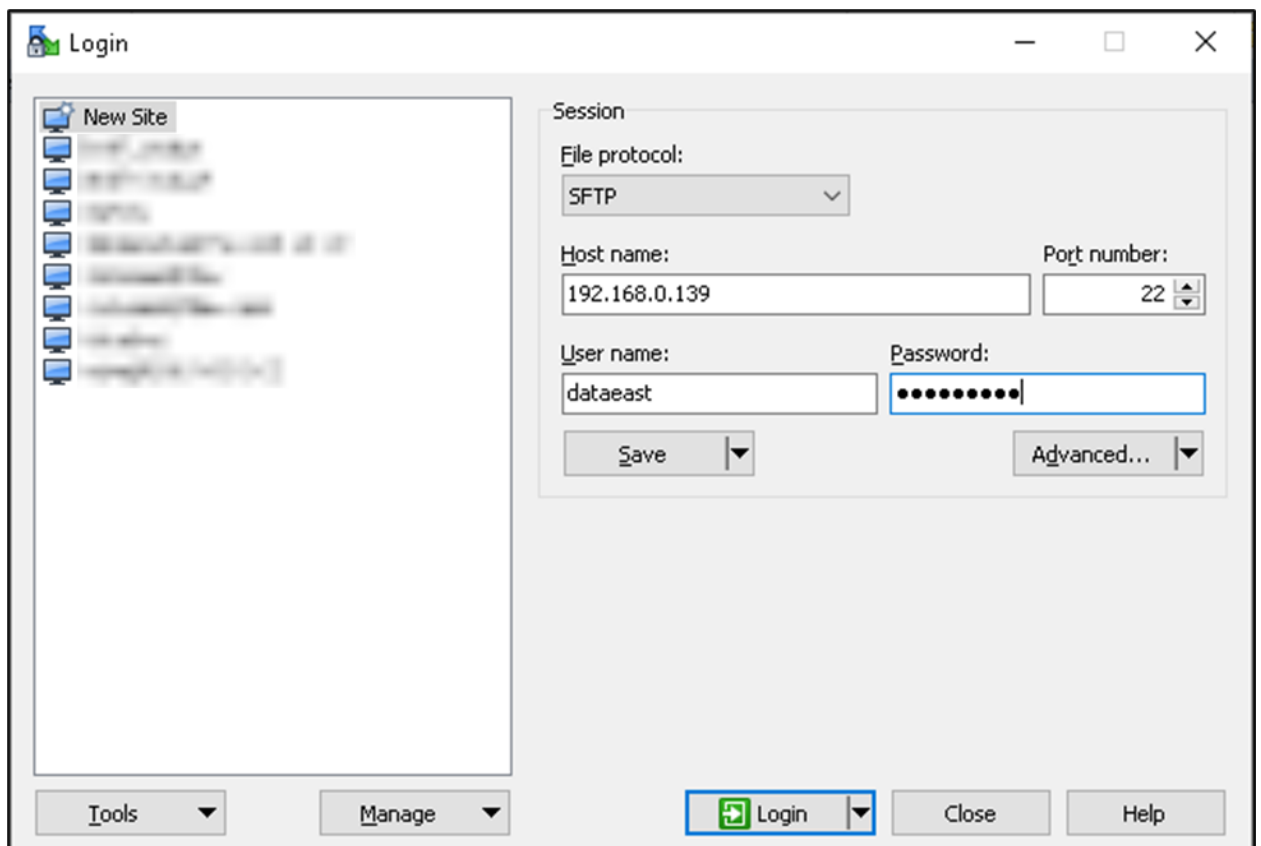 Login
New Site
Session
File protocol:
SFTP
Host name:
Port number:
192.168.0.139
22
User name:
Password:
dataeast
•••••••••
Save
Advanced...
Tools
Manage
Login
Close
Help